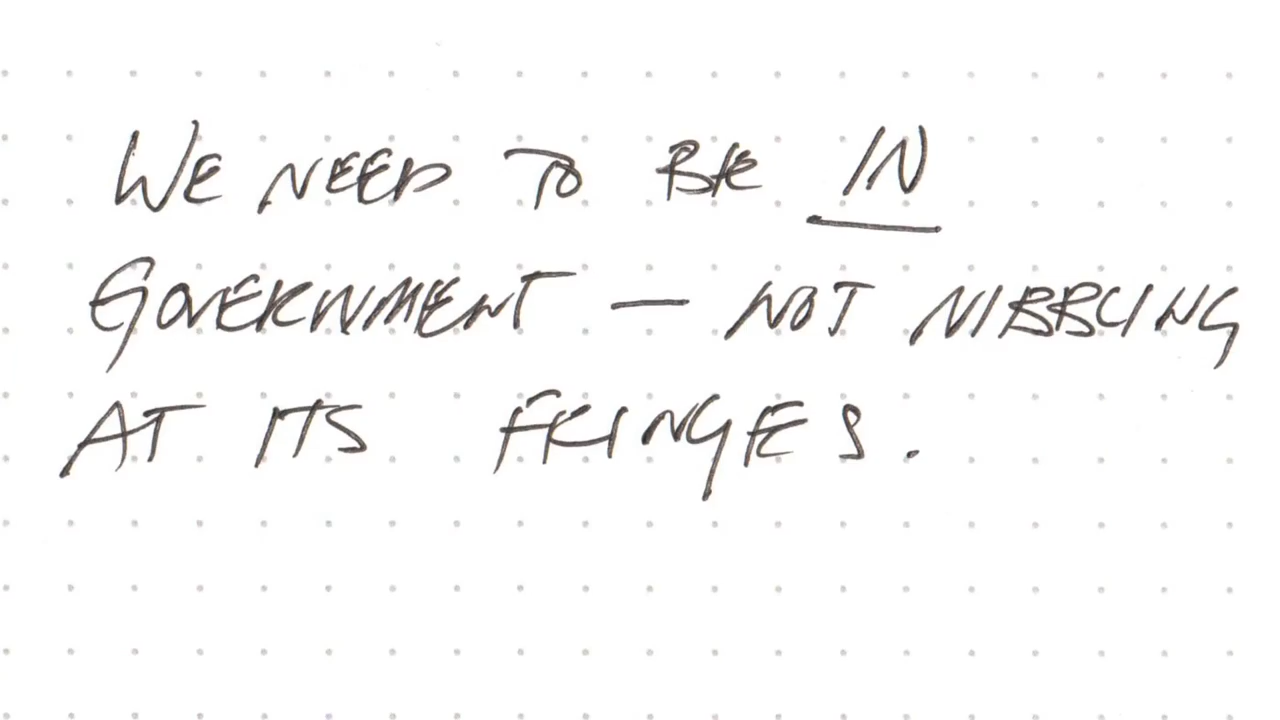 WE NEED TO BE IN
GOVERNMENT — NOT NIBBLING
AT ITS FRINGES.